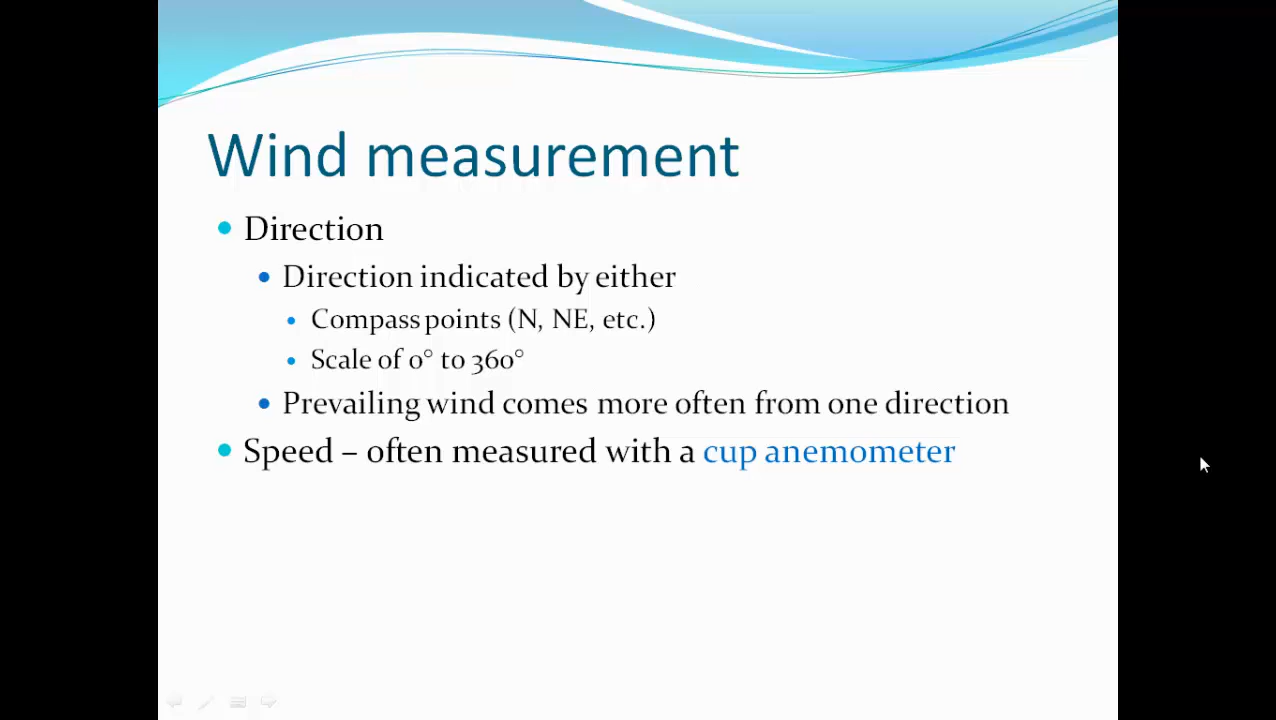 Wind measurement
Direction
Direction indicated by either
Compass points (N, NE, etc.)
Scale of 0° to 360°
Prevailing wind comes more often from one direction
Speed – often measured with a cup anemometer